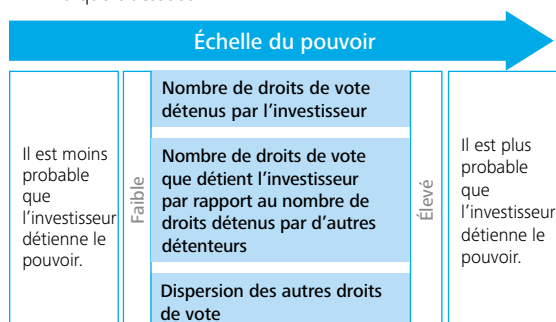 Échelle du pouvoir
Il est moins
probable
que
l'investisseur
détienne le
pouvoir.
Faible
Nombre de droits de vote
détenus par l'investisseur
Nombre de droits de vote
que détient l'investisseur
par rapport au nombre de
droits détenus par d'autres
détenteurs
Dispersion des autres droits
de vote
Élevé
Il est plus
probable
que
l'investisseur
détienne le
pouvoir.